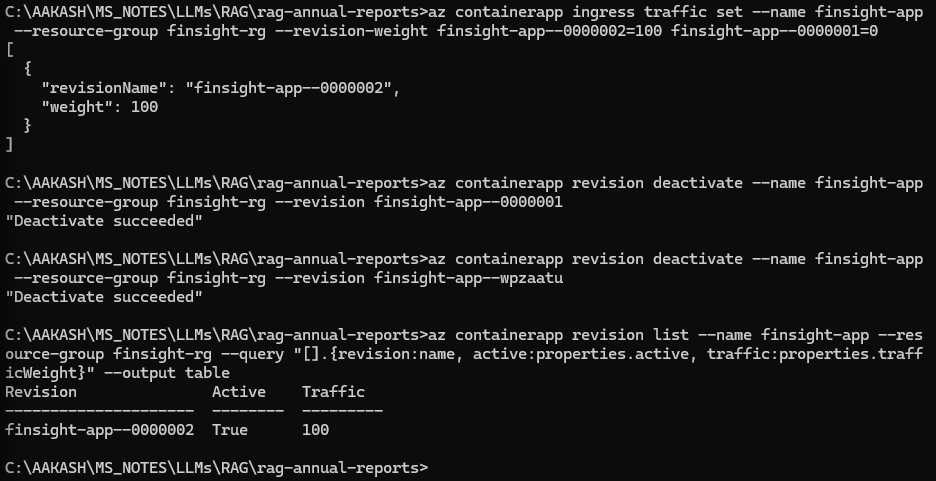 C:\AAKASH\MS_NOTES\LLMs\RAG\rag-annual-reports>az containerapp ingress traffic set --name finsight-app
 --resource-group finsight-rg --revision-weight finsight-app--0000002=100 finsight-app--0000001=0
[
  {
    "revisionName": "finsight-app--0000002",
    "weight": 100
  }
]

C:\AAKASH\MS_NOTES\LLMs\RAG\rag-annual-reports>az containerapp revision deactivate --name finsight-app
 --resource-group finsight-rg --revision finsight-app--0000001
"Deactivate succeeded"

C:\AAKASH\MS_NOTES\LLMs\RAG\rag-annual-reports>az containerapp revision deactivate --name finsight-app
 --resource-group finsight-rg --revision finsight-app--wpzaatu
"Deactivate succeeded"

C:\AAKASH\MS_NOTES\LLMs\RAG\rag-annual-reports>az containerapp revision list --name finsight-app --res
ource-group finsight-rg --query "[].{revision:name, active:properties.active, traffic:properties.traff
icWeight}" --output table
Revision               Active    Traffic
---------------------  --------  ---------
finsight-app--0000002  True      100

C:\AAKASH\MS_NOTES\LLMs\RAG\rag-annual-reports>